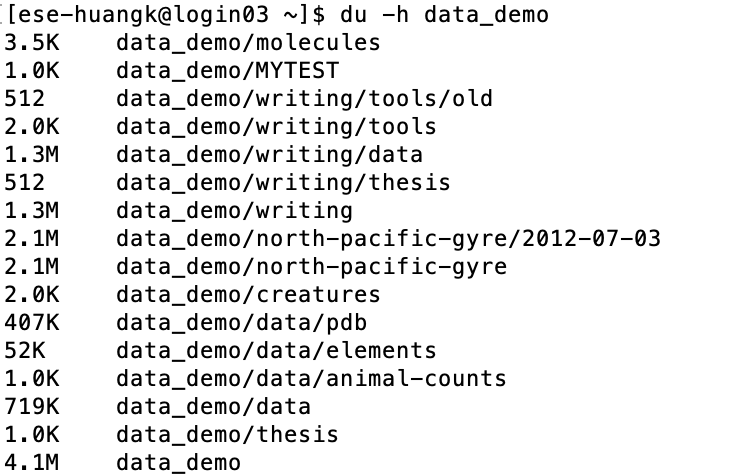 [ese-huangk@login03 ~]$ du -h data_demo
3.5K    data_demo/molecules
1.0K    data_demo/MYTEST
512     data_demo/writing/tools/old
2.0K    data_demo/writing/tools
1.3M    data_demo/writing/data
512     data_demo/writing/thesis
1.3M    data_demo/writing
2.1M    data_demo/north-pacific-gyre/2012-07-03
2.1M    data_demo/north-pacific-gyre
2.0K    data_demo/creatures
407K    data_demo/data/pdb
52K     data_demo/data/elements
1.0K    data_demo/data/animal-counts
719K    data_demo/data
1.0K    data_demo/thesis
4.1M    data_demo